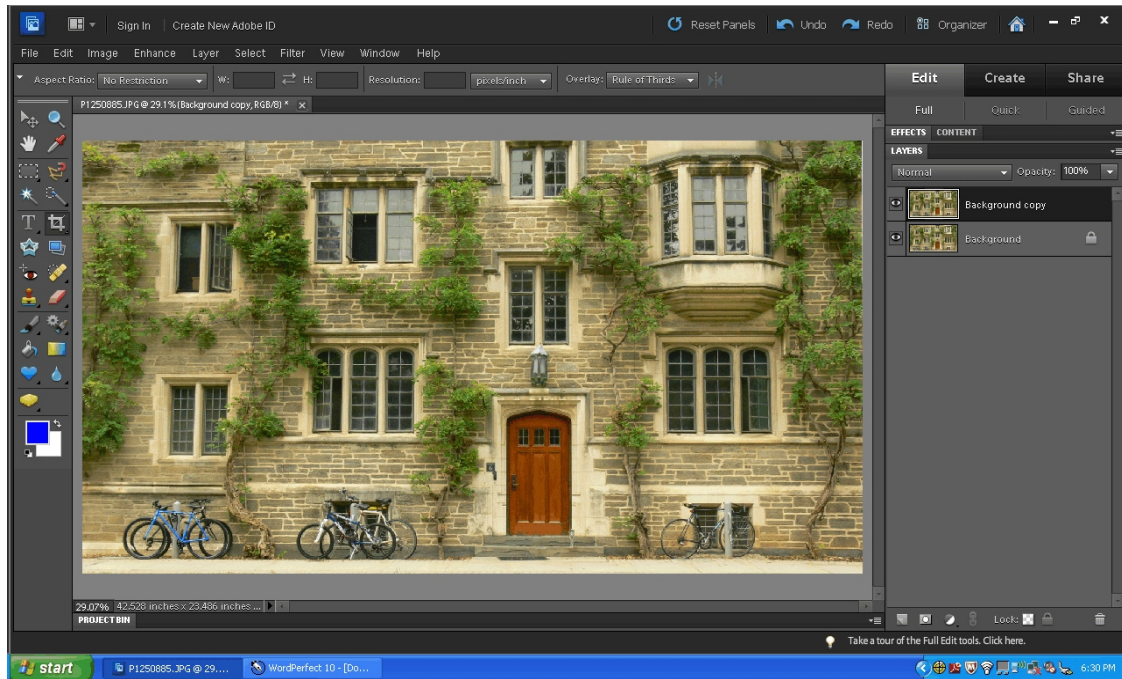 Sign In Create New Adobe ID Reset Panels Undo Redo Organizer
File Edit Image Enhance Layer Select Filter View Window Help
Aspect Ratio: No Restriction W: H: Resolution: pixels/inch Overlay: Rule of Thirds
Edit Create Share
P1250885.JPG @ 29.1% (Background copy, RGB/8) * x
Full Quick Guided
EFFECTS CONTENT
LAYERS
Normal Opacity: 100%
Background copy
Background
T
29.07% 42.528 inches x 23.486 inches ...
Lock:
PROJECT BIN
Take a tour of the Full Edit tools. Click here.
start P1250885.JPG @ 29.... WordPerfect 10 - [Do... 6:30 PM